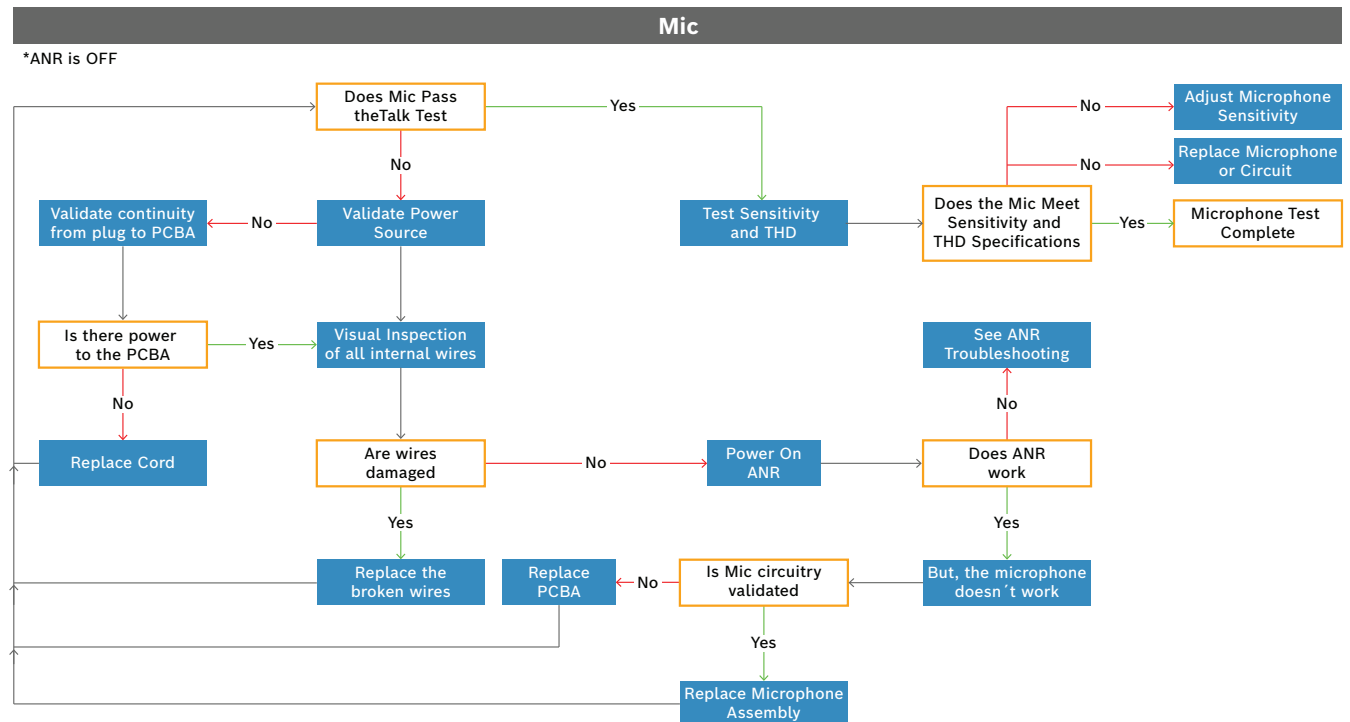 Mic
*ANR is OFF
Does Mic Pass
theTalk Test
Yes
No
Adjust Microphone
Sensitivity
No
Replace Microphone
or Circuit
No
Validate continuity
from plug to PCBA
No
Validate Power
Source
Test Sensitivity
and THD
Does the Mic Meet
Sensitivity and
THD Specifications
Yes
Microphone Test
Complete
Is there power
to the PCBA
Yes
Visual Inspection
of all internal wires
See ANR
Troubleshooting
No
No
Replace Cord
Are wires
damaged
No
Power On
ANR
Does ANR
work
Yes
Yes
Replace the
broken wires
Replace
PCBA
No
Is Mic circuitry
validated
But, the microphone
doesn´t work
Yes
Replace Microphone
Assembly